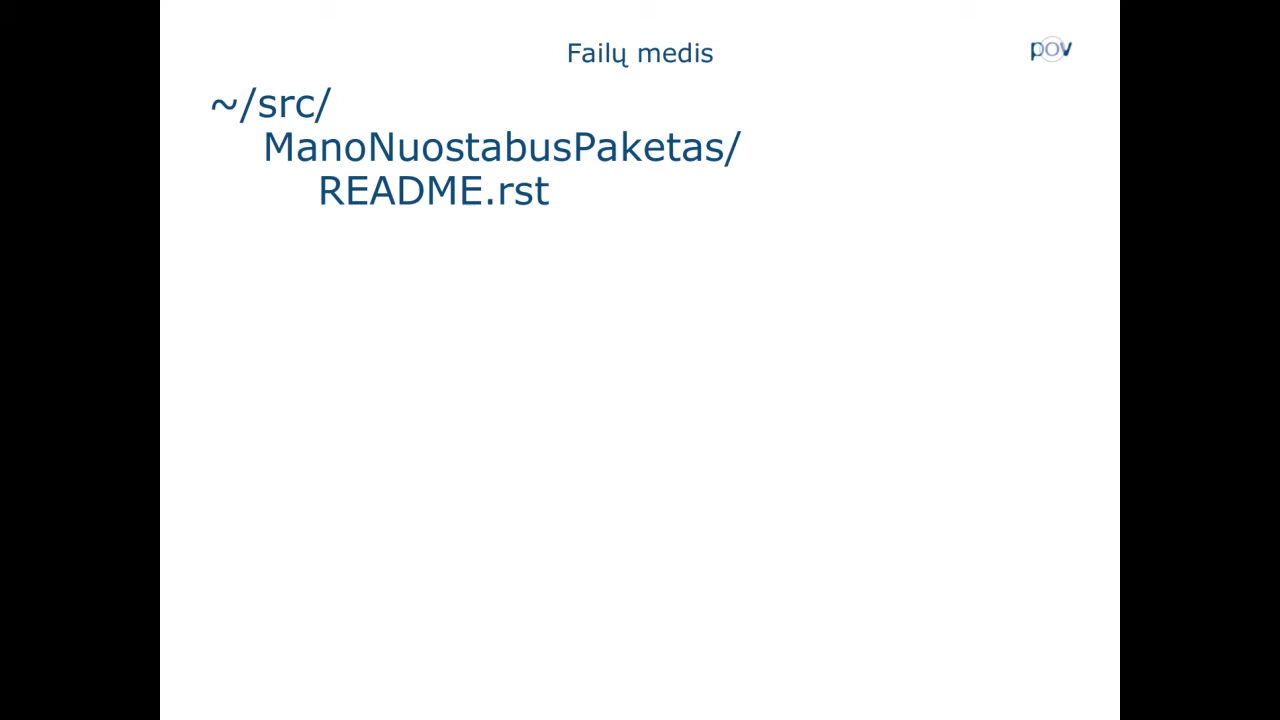 Failų medis
pov
~/src/
ManoNuostabusPaketas/
README.rst